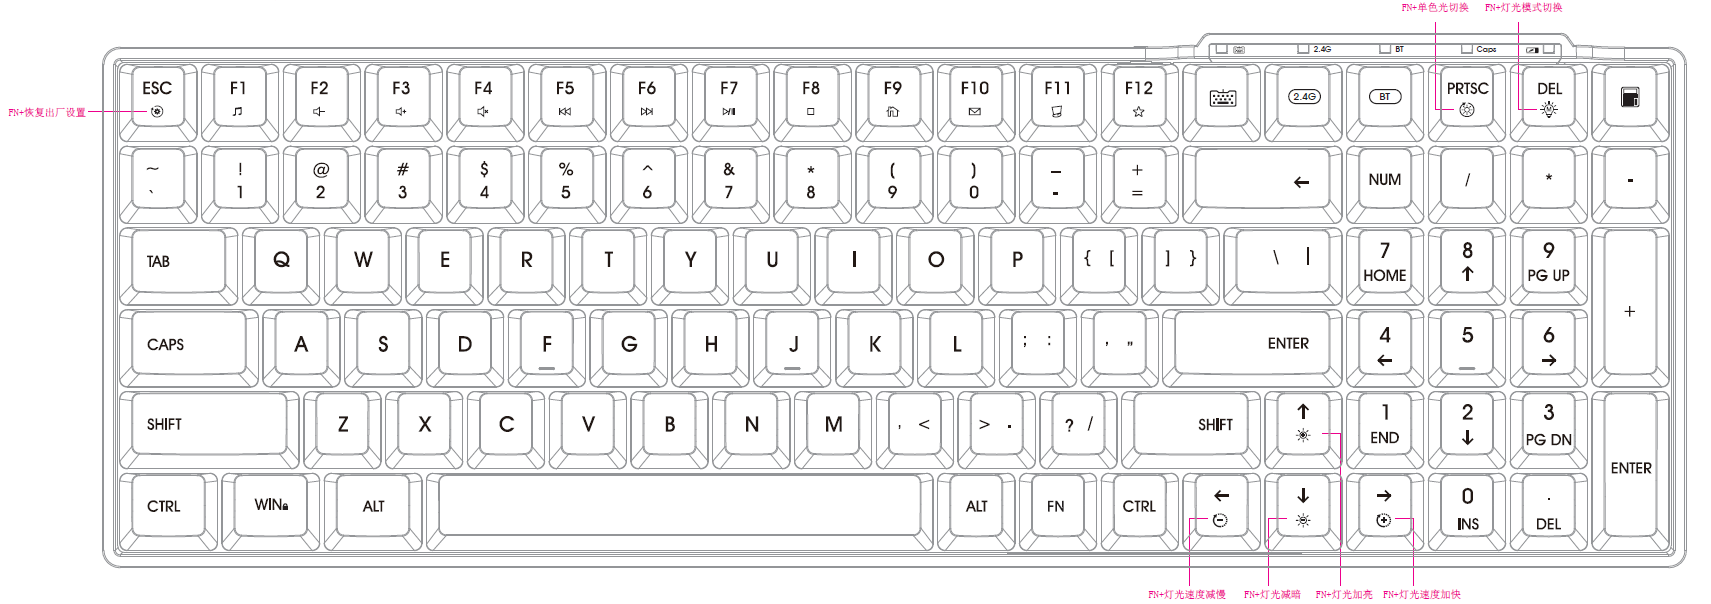 FN+单色光切换 FN+灯光模式切换
2.4G BT Caps
ESC F1 F2 F3 F4 F5 F6 F7 F8 F9 F10 F11 F12 2.4G BT PRTSC DEL
FN+恢复出厂设置
~ ! @ # $ % ^ & * ( ) – +
` 1 2 3 4 5 6 7 8 9 0 - = ← NUM / * -
TAB Q W E R T Y U I O P { [ ] } \ | 7 8 9
HOME ↑ PG UP
+
CAPS A S D F G H J K L ; : ' " ENTER 4 5 6
← →
SHIFT Z X C V B N M , < > . ? / SHIFT ↑ 1 2 3
END ↓ PG DN
ENTER
CTRL WIN ALT ALT FN CTRL ← ↓ → 0 .
INS DEL
FN+灯光速度减慢 FN+灯光减暗 FN+灯光加亮 FN+灯光速度加快